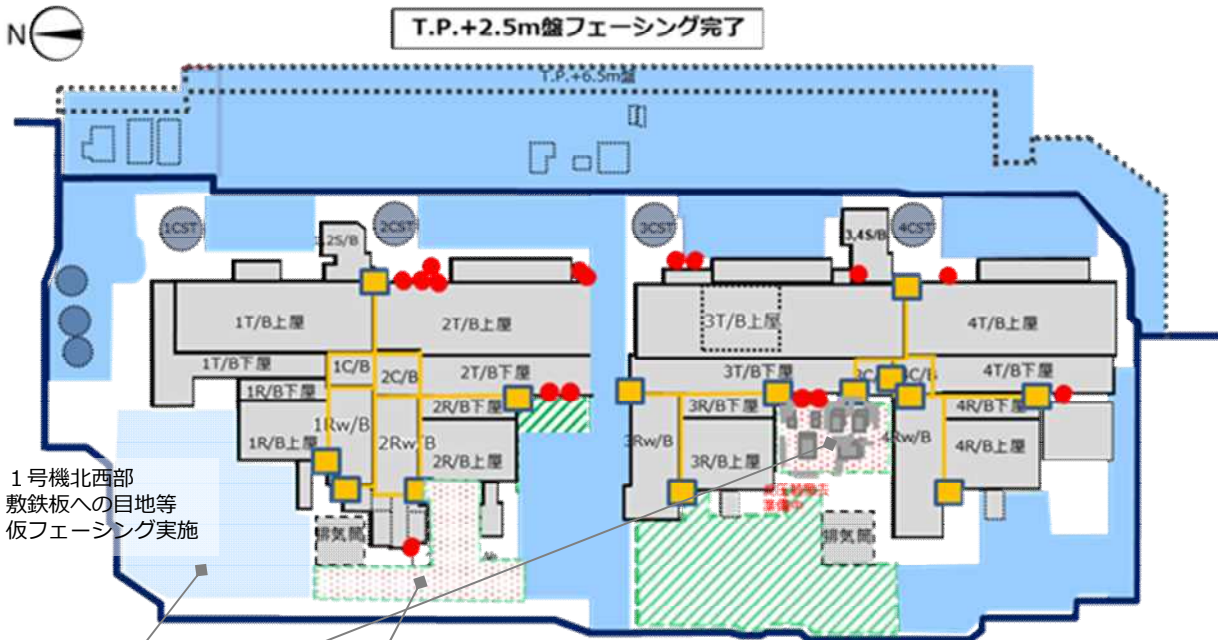 N
T.P.+2.5m盤フェーシング完了
T.P.+6.5m盤
1CST
2CST
3CST
4CST
2S/B
3,4S/B
1T/B上屋
2T/B上屋
3T/B上屋
4T/B上屋
1T/B下屋
1C/B
2C/B
2T/B下屋
3T/B下屋
4T/B下屋
1R/B下屋
2R/B下屋
3R/B下屋
4R/B下屋
1Rw/B
2Rw/B
3Rw/B
4Rw/B
1R/B上屋
2R/B上屋
3R/B上屋
4R/B上屋
1号機北西部
敷鉄板への目地等
仮フェーシング実施
準備中
排気筒
排気筒